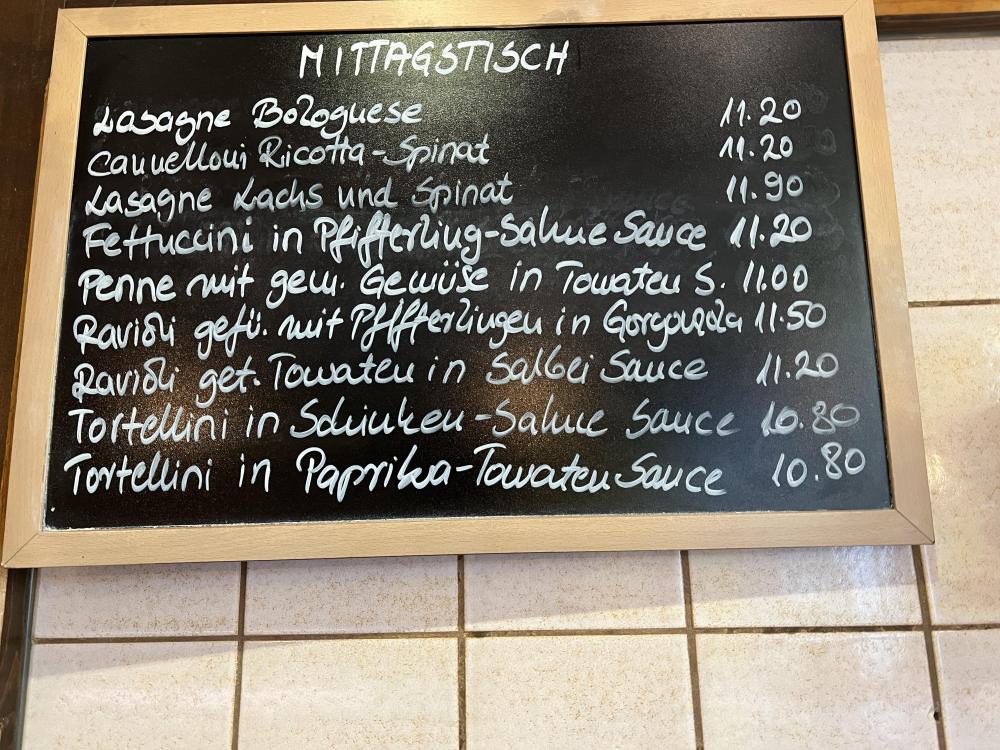 MITTAGSTISCH
Lasagne Bolognese 11.20
Cannelloni Ricotta-Spinat 11.20
Lasagne Lachs und Spinat 11.90
Fettuccini in Pfifferling-Sahne Sauce 11.20
Penne mit gem. Gemüse in Tomaten S. 11.00
Ravioli gefü. mit Pfifferlingen in Gorgonzola 11.50
Ravioli get. Tomaten in Salbei Sauce 11.20
Tortellini in Schinken-Sahne Sauce 10.80
Tortellini in Paprika-Tomaten Sauce 10.80